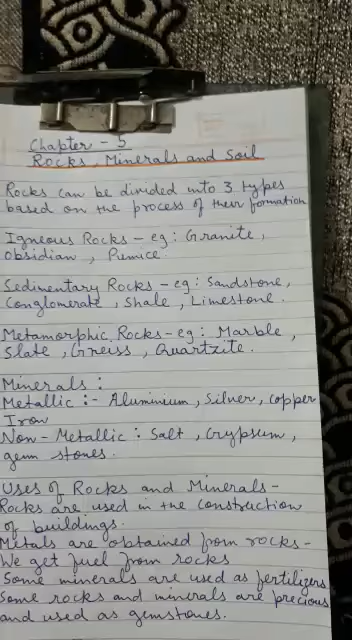 Chapter - 5
Rocks, Minerals and Soil
Rocks can be divided into 3 types
based on the process of their formation
Igneous Rocks - eg: Granite,
obsidian, Pumice.
Sedimentary Rocks - eg: Sandstone,
Conglomerate, Shale, Limestone.
Metamorphic Rocks - eg: Marble,
Slate, Gneiss, Quartzite.
Minerals:
Metallic :- Aluminium, Silver, copper
Iron
Non-Metallic: Salt, Gypsum,
gem stones.
Uses of Rocks and Minerals -
Rocks are used in the construction
of buildings.
Metals are obtained from rocks -
We get fuel from rocks
Some minerals are used as fertilizers
Some rocks and minerals are precious
and used as gemstones.